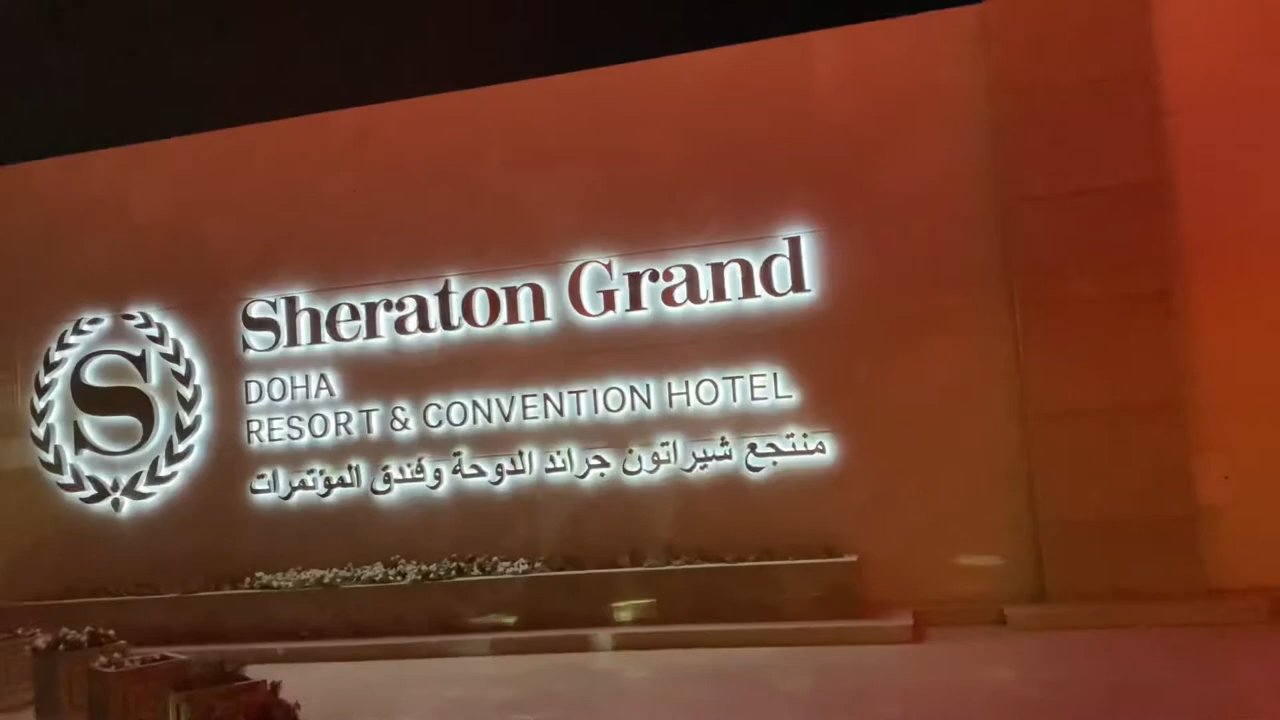 S
Sheraton Grand
DOHA
RESORT & CONVENTION HOTEL
منتجع شيراتون جراند الدوحة وفندق المؤتمرات